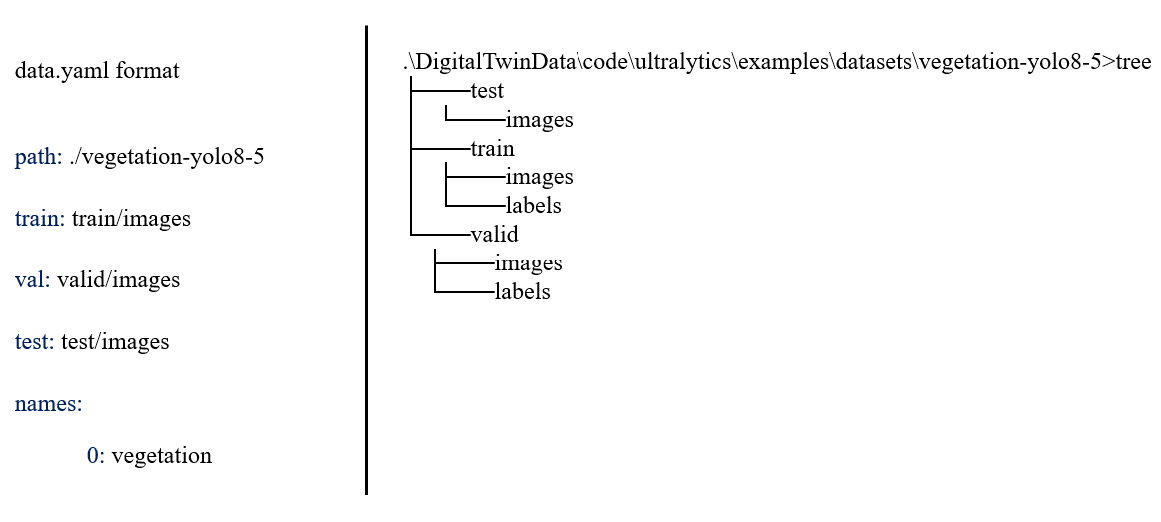 data.yaml format
path: ./vegetation-yolo8-5
train: train/images
val: valid/images
test: test/images
names:
0: vegetation
.\DigitalTwinData\code\ultralytics\examples\datasets\vegetation-yolo8-5>tree
test
images
train
images
labels
valid
images
labels